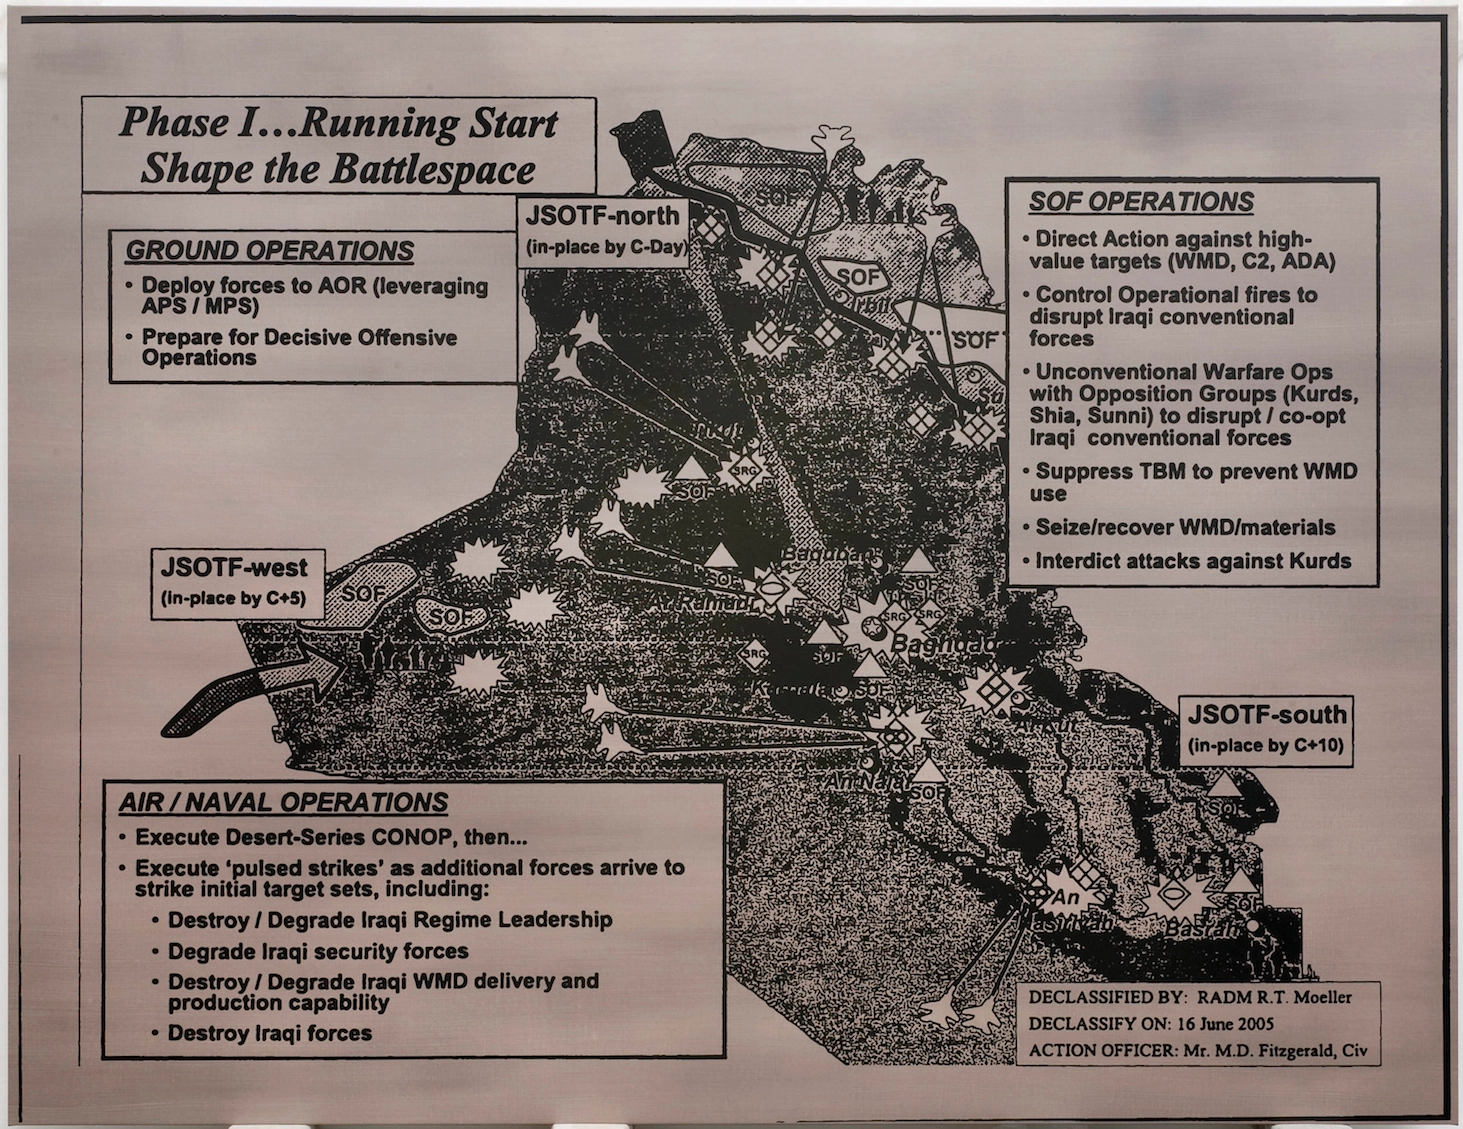 Phase I...Running Start
Shape the Battlespace
GROUND OPERATIONS
• Deploy forces to AOR (leveraging
APS / MPS)
• Prepare for Decisive Offensive
Operations
JSOTF-north
(in-place by C-Day)
SOF OPERATIONS
• Direct Action against high-
value targets (WMD, C2, ADA)
• Control Operational fires to
disrupt Iraqi conventional
forces
• Unconventional Warfare Ops
with Opposition Groups (Kurds,
Shia, Sunni) to disrupt / co-opt
Iraqi conventional forces
• Suppress TBM to prevent WMD
use
• Seize/recover WMD/materials
• Interdict attacks against Kurds
SOF
SOF
Irbil
SOF
Su
Tikrit
SRG
SOF
JSOTF-west
(in-place by C+5)
SOF
SOF
Baqubah
SOF
SOF
Ar Ramadi
SRG
SRG
Baghdad
SOF
SRG
Karbala
SOF
Al Kut
An Najaf
SOF
JSOTF-south
(in-place by C+10)
SOF
An
Nasiriyah
Basrah
SOF
AIR / NAVAL OPERATIONS
• Execute Desert-Series CONOP, then...
• Execute ‘pulsed strikes’ as additional forces arrive to
strike initial target sets, including:
• Destroy / Degrade Iraqi Regime Leadership
• Degrade Iraqi security forces
• Destroy / Degrade Iraqi WMD delivery and
production capability
• Destroy Iraqi forces
DECLASSIFIED BY: RADM R.T. Moeller
DECLASSIFY ON: 16 June 2005
ACTION OFFICER: Mr. M.D. Fitzgerald, Civ